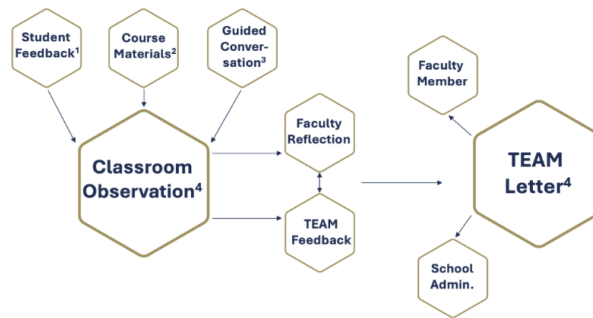 Student
Feedback¹
Course
Materials²
Guided
Conver-
sation³
Classroom
Observation⁴
Faculty
Reflection
TEAM
Feedback
Faculty
Member
TEAM
Letter⁴
School
Admin.